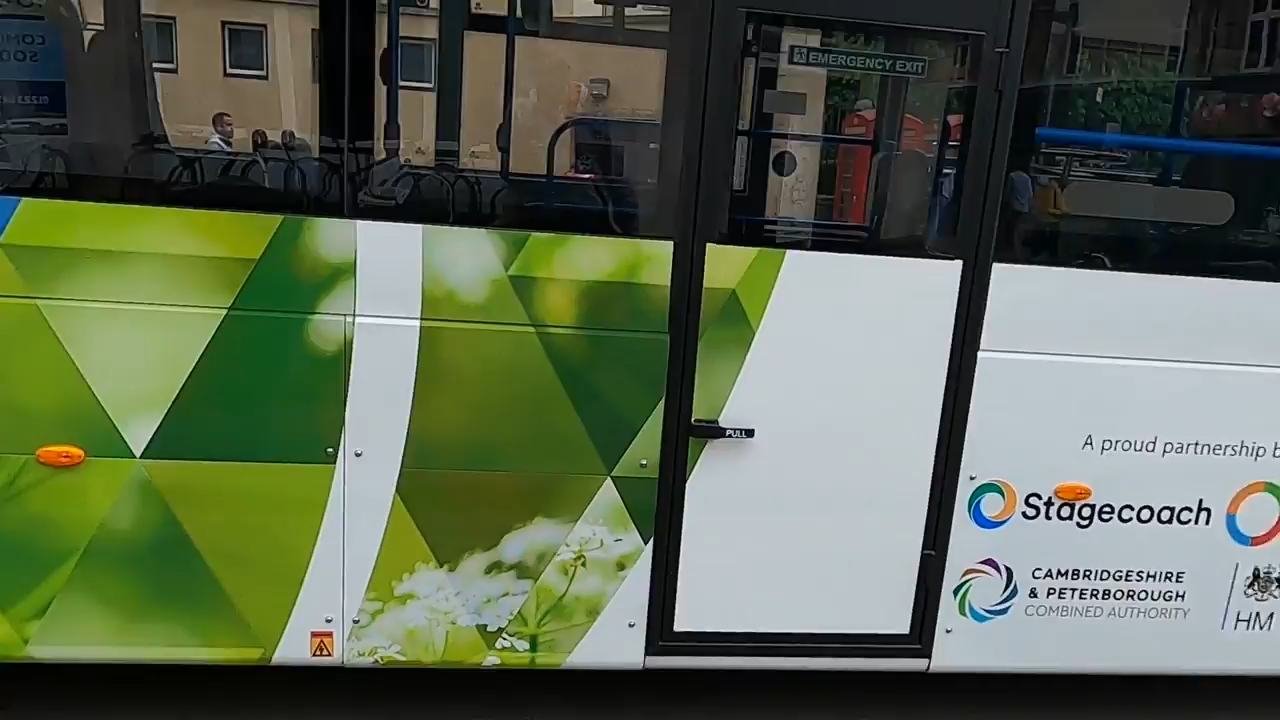 EMERGENCY EXIT
PULL
A proud partnership b
Stagecoach
CAMBRIDGESHIRE
& PETERBOROUGH
COMBINED AUTHORITY
HM